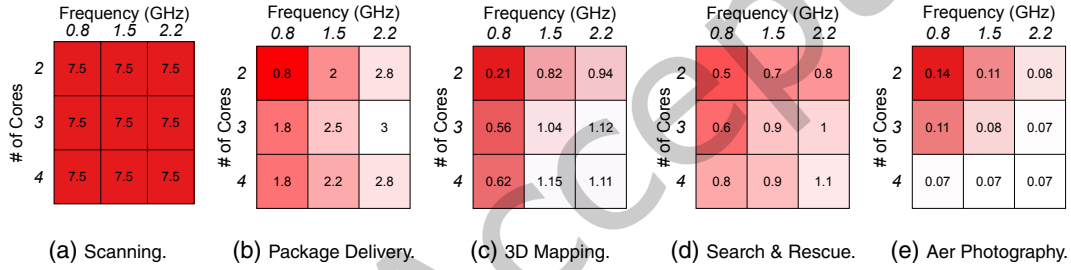 Frequency (GHz)
0.8 1.5 2.2
# of Cores
2 7.5 7.5 7.5
3 7.5 7.5 7.5
4 7.5 7.5 7.5
(a) Scanning.
Frequency (GHz)
0.8 1.5 2.2
# of Cores
2 0.8 2 2.8
3 1.8 2.5 3
4 1.8 2.2 2.8
(b) Package Delivery.
Frequency (GHz)
0.8 1.5 2.2
# of Cores
2 0.21 0.82 0.94
3 0.56 1.04 1.12
4 0.62 1.15 1.11
(c) 3D Mapping.
Frequency (GHz)
0.8 1.5 2.2
# of Cores
2 0.5 0.7 0.8
3 0.6 0.9 1
4 0.8 0.9 1.1
(d) Search & Rescue.
Frequency (GHz)
0.8 1.5 2.2
# of Cores
2 0.14 0.11 0.08
3 0.11 0.08 0.07
4 0.07 0.07 0.07
(e) Aer Photography.
Accep